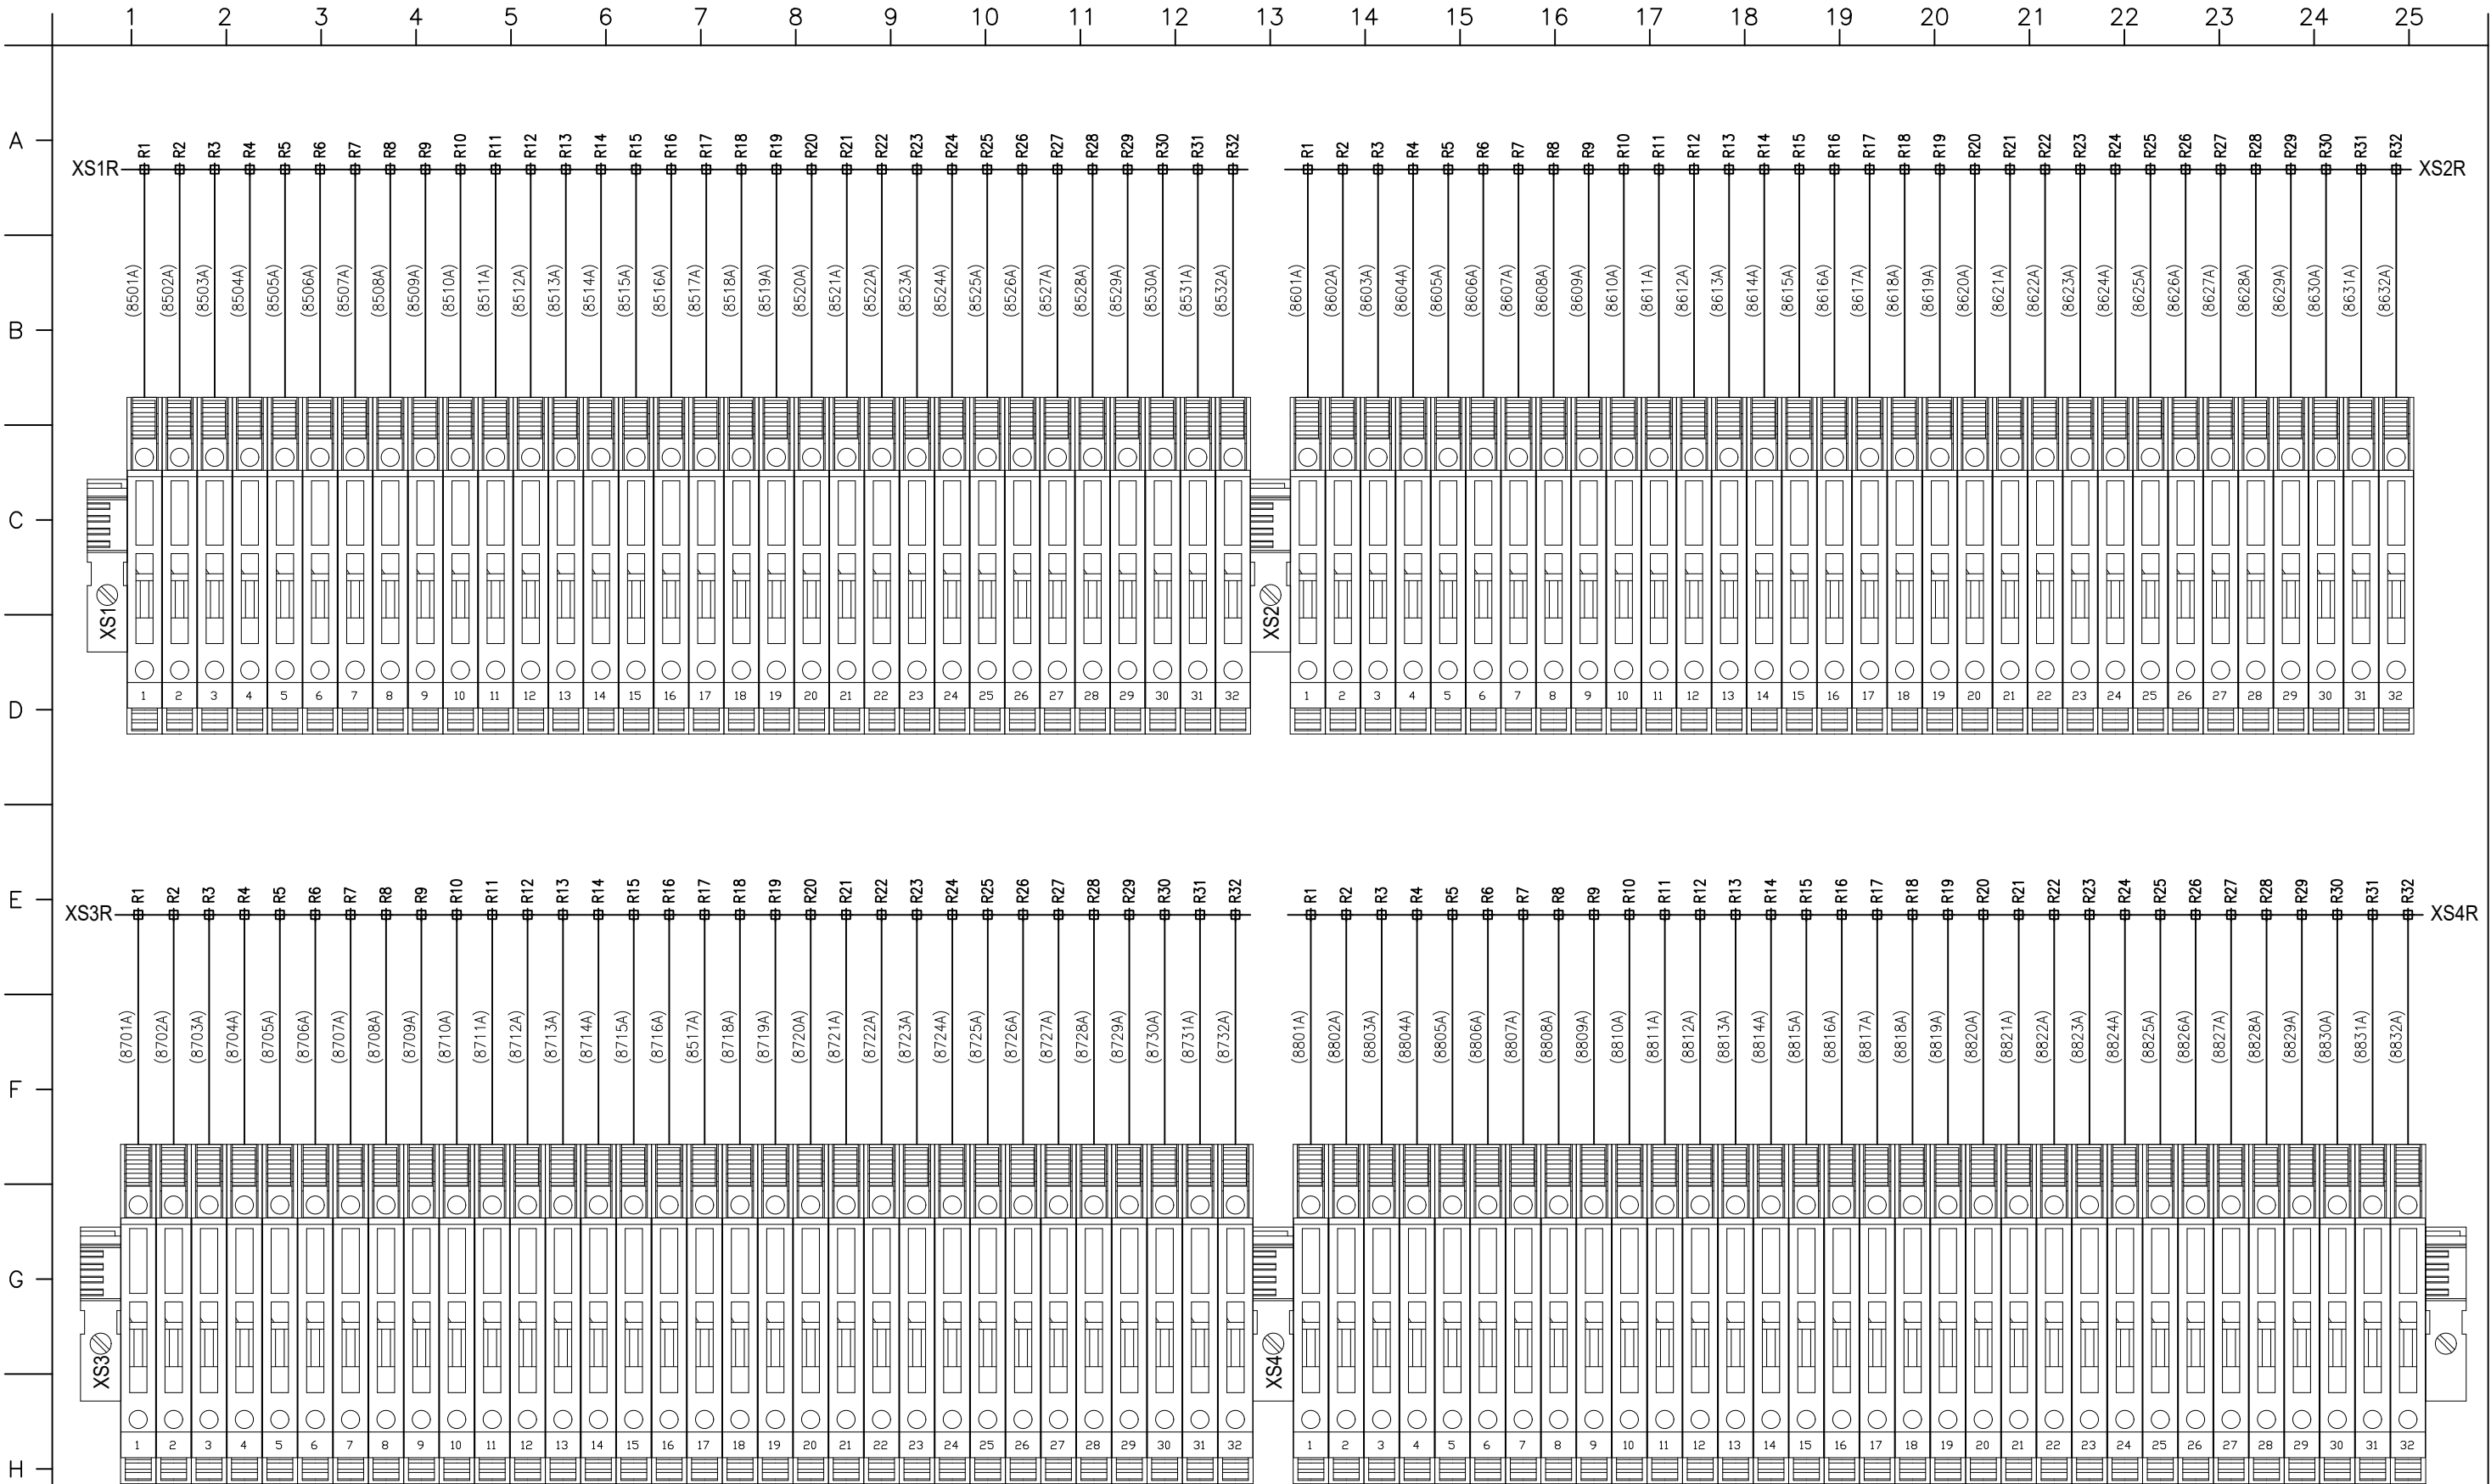 1 2 3 4 5 6 7 8 9 10 11 12 13 14 15 16 17 18 19 20 21 22 23 24 25
A
R1 R2 R3 R4 R5 R6 R7 R8 R9 R10 R11 R12 R13 R14 R15 R16 R17 R18 R19 R20 R21 R22 R23 R24 R25 R26 R27 R28 R29 R30 R31 R32
R1 R2 R3 R4 R5 R6 R7 R8 R9 R10 R11 R12 R13 R14 R15 R16 R17 R18 R19 R20 R21 R22 R23 R24 R25 R26 R27 R28 R29 R30 R31 R32
XS1R
XS2R
(8501A) (8502A) (8503A) (8504A) (8505A) (8506A) (8507A) (8508A) (8509A) (8510A) (8511A) (8512A) (8513A) (8514A) (8515A) (8516A) (8517A) (8518A) (8519A) (8520A) (8521A) (8522A) (8523A) (8524A) (8525A) (8526A) (8527A) (8528A) (8529A) (8530A) (8531A) (8532A)
(8601A) (8602A) (8603A) (8604A) (8605A) (8606A) (8607A) (8608A) (8609A) (8610A) (8611A) (8612A) (8613A) (8614A) (8615A) (8616A) (8617A) (8618A) (8619A) (8620A) (8621A) (8622A) (8623A) (8624A) (8625A) (8626A) (8627A) (8628A) (8629A) (8630A) (8631A) (8632A)
B
C
XS1
XS2
D
1 2 3 4 5 6 7 8 9 10 11 12 13 14 15 16 17 18 19 20 21 22 23 24 25 26 27 28 29 30 31 32
1 2 3 4 5 6 7 8 9 10 11 12 13 14 15 16 17 18 19 20 21 22 23 24 25 26 27 28 29 30 31 32
E
R1 R2 R3 R4 R5 R6 R7 R8 R9 R10 R11 R12 R13 R14 R15 R16 R17 R18 R19 R20 R21 R22 R23 R24 R25 R26 R27 R28 R29 R30 R31 R32
R1 R2 R3 R4 R5 R6 R7 R8 R9 R10 R11 R12 R13 R14 R15 R16 R17 R18 R19 R20 R21 R22 R23 R24 R25 R26 R27 R28 R29 R30 R31 R32
XS3R
XS4R
(8701A) (8702A) (8703A) (8704A) (8705A) (8706A) (8707A) (8708A) (8709A) (8710A) (8711A) (8712A) (8713A) (8714A) (8715A) (8716A) (8517A) (8718A) (8719A) (8720A) (8721A) (8722A) (8723A) (8724A) (8725A) (8726A) (8727A) (8728A) (8729A) (8730A) (8731A) (8732A)
(8801A) (8802A) (8803A) (8804A) (8805A) (8806A) (8807A) (8808A) (8809A) (8810A) (8811A) (8812A) (8813A) (8814A) (8815A) (8816A) (8817A) (8818A) (8819A) (8820A) (8821A) (8822A) (8823A) (8824A) (8825A) (8826A) (8827A) (8828A) (8829A) (8830A) (8831A) (8832A)
F
G
XS3
XS4
H
1 2 3 4 5 6 7 8 9 10 11 12 13 14 15 16 17 18 19 20 21 22 23 24 25 26 27 28 29 30 31 32
1 2 3 4 5 6 7 8 9 10 11 12 13 14 15 16 17 18 19 20 21 22 23 24 25 26 27 28 29 30 31 32